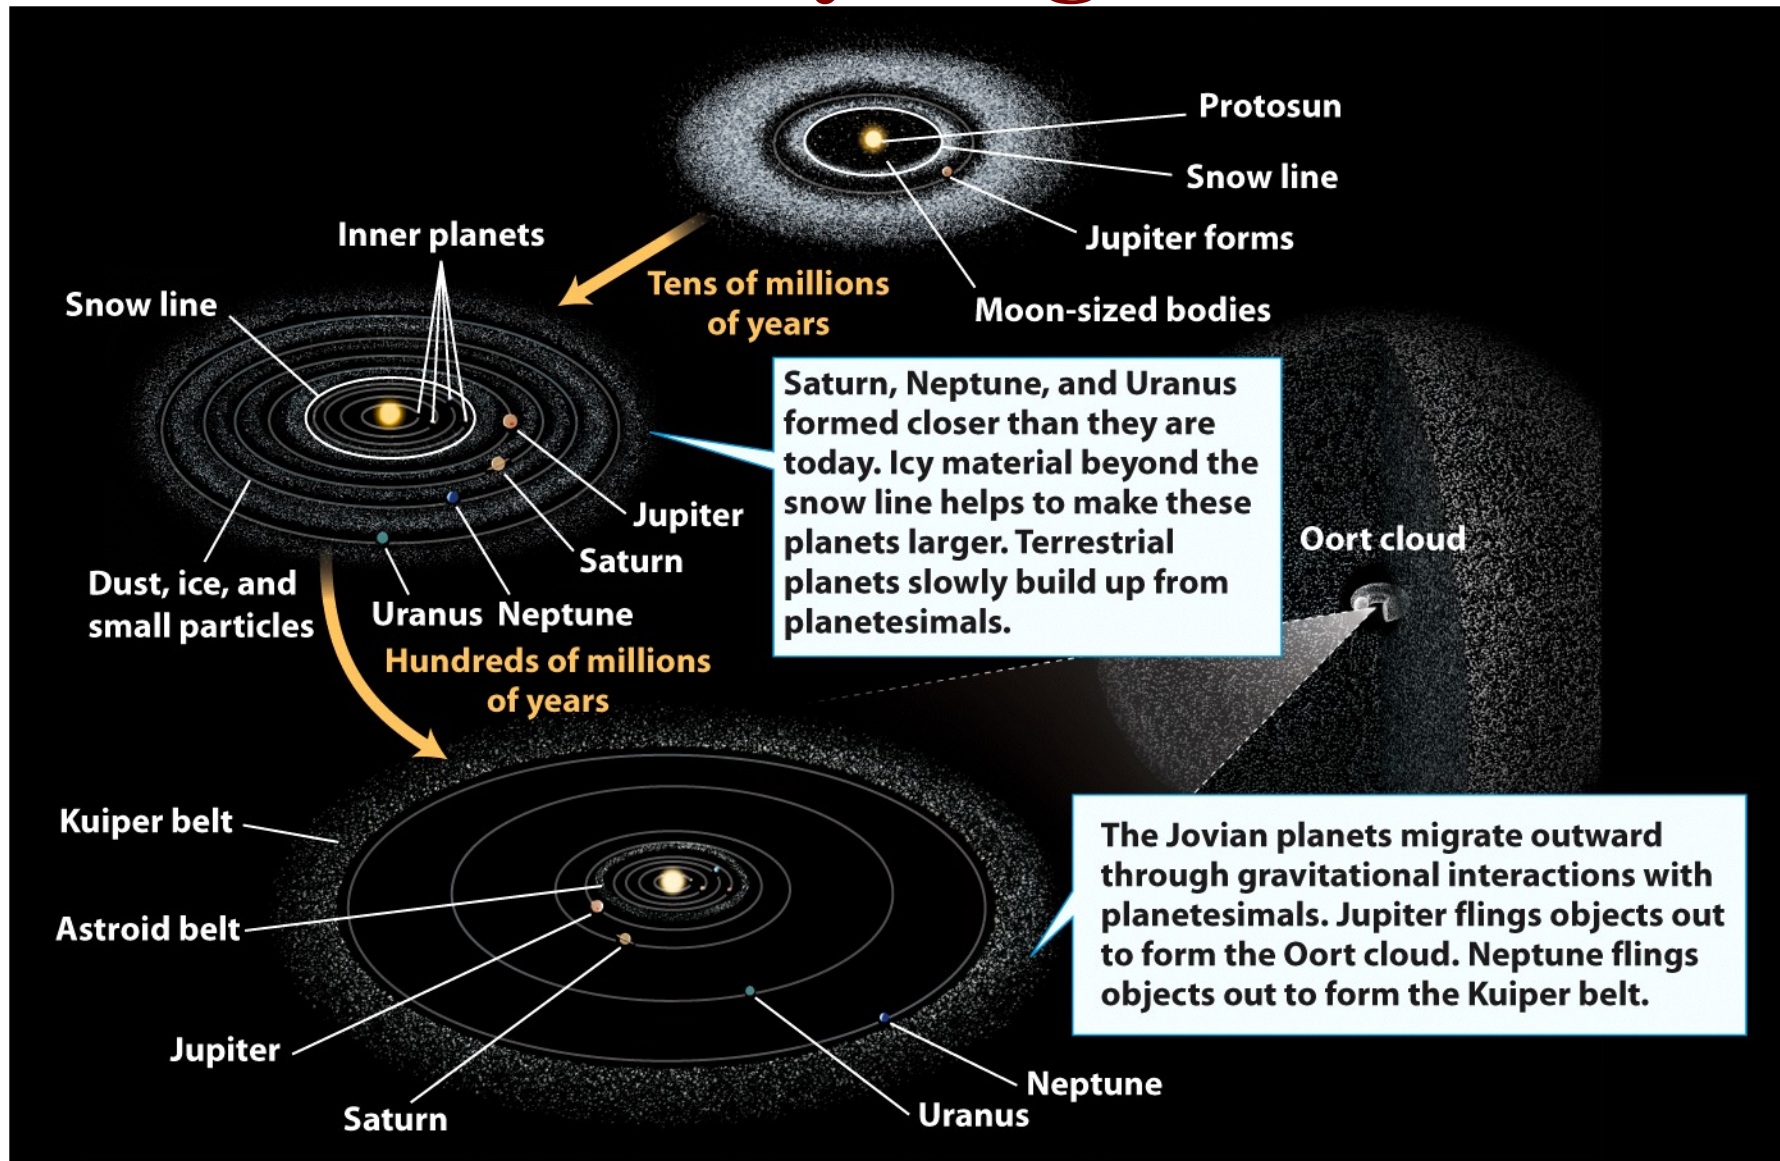 Protosun
Snow line
Jupiter forms
Moon-sized bodies
Tens of millions
of years
Inner planets
Snow line
Jupiter
Saturn
Uranus Neptune
Dust, ice, and
small particles
Saturn, Neptune, and Uranus
formed closer than they are
today. Icy material beyond the
snow line helps to make these
planets larger. Terrestrial
planets slowly build up from
planetesimals.
Oort cloud
Hundreds of millions
of years
Kuiper belt
Astroid belt
Jupiter
Saturn
Neptune
Uranus
The Jovian planets migrate outward
through gravitational interactions with
planetesimals. Jupiter flings objects out
to form the Oort cloud. Neptune flings
objects out to form the Kuiper belt.